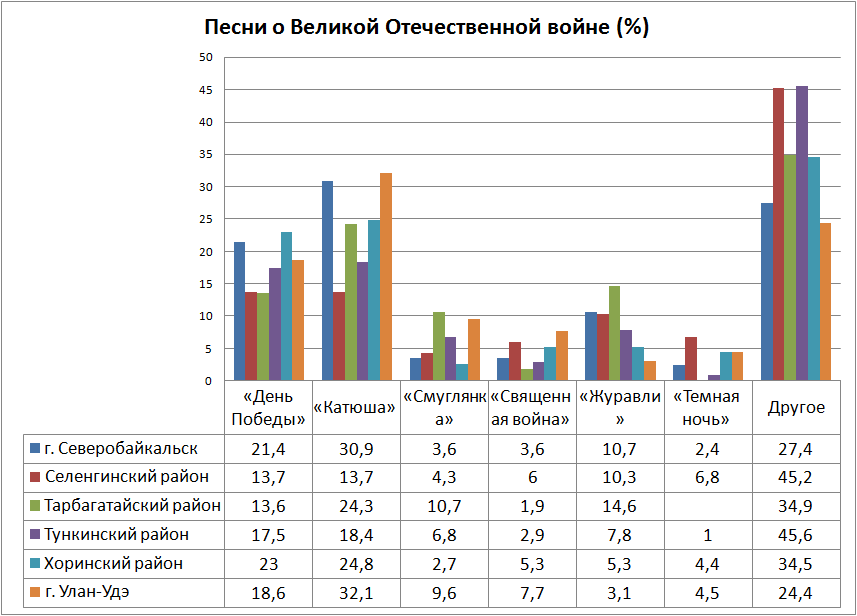 Песни о Великой Отечественной войне (%)
50
45
40
35
30
25
20
15
10
5
0
«День Победы» «Катюша» «Смуглянка» «Священная война» «Журавли» «Темная ночь» Другое
г. Северобайкальск 21,4 30,9 3,6 3,6 10,7 2,4 27,4
Селенгинский район 13,7 13,7 4,3 6 10,3 6,8 45,2
Тарбагатайский район 13,6 24,3 10,7 1,9 14,6 34,9
Тункинский район 17,5 18,4 6,8 2,9 7,8 1 45,6
Хоринский район 23 24,8 2,7 5,3 5,3 4,4 34,5
г. Улан-Удэ 18,6 32,1 9,6 7,7 3,1 4,5 24,4